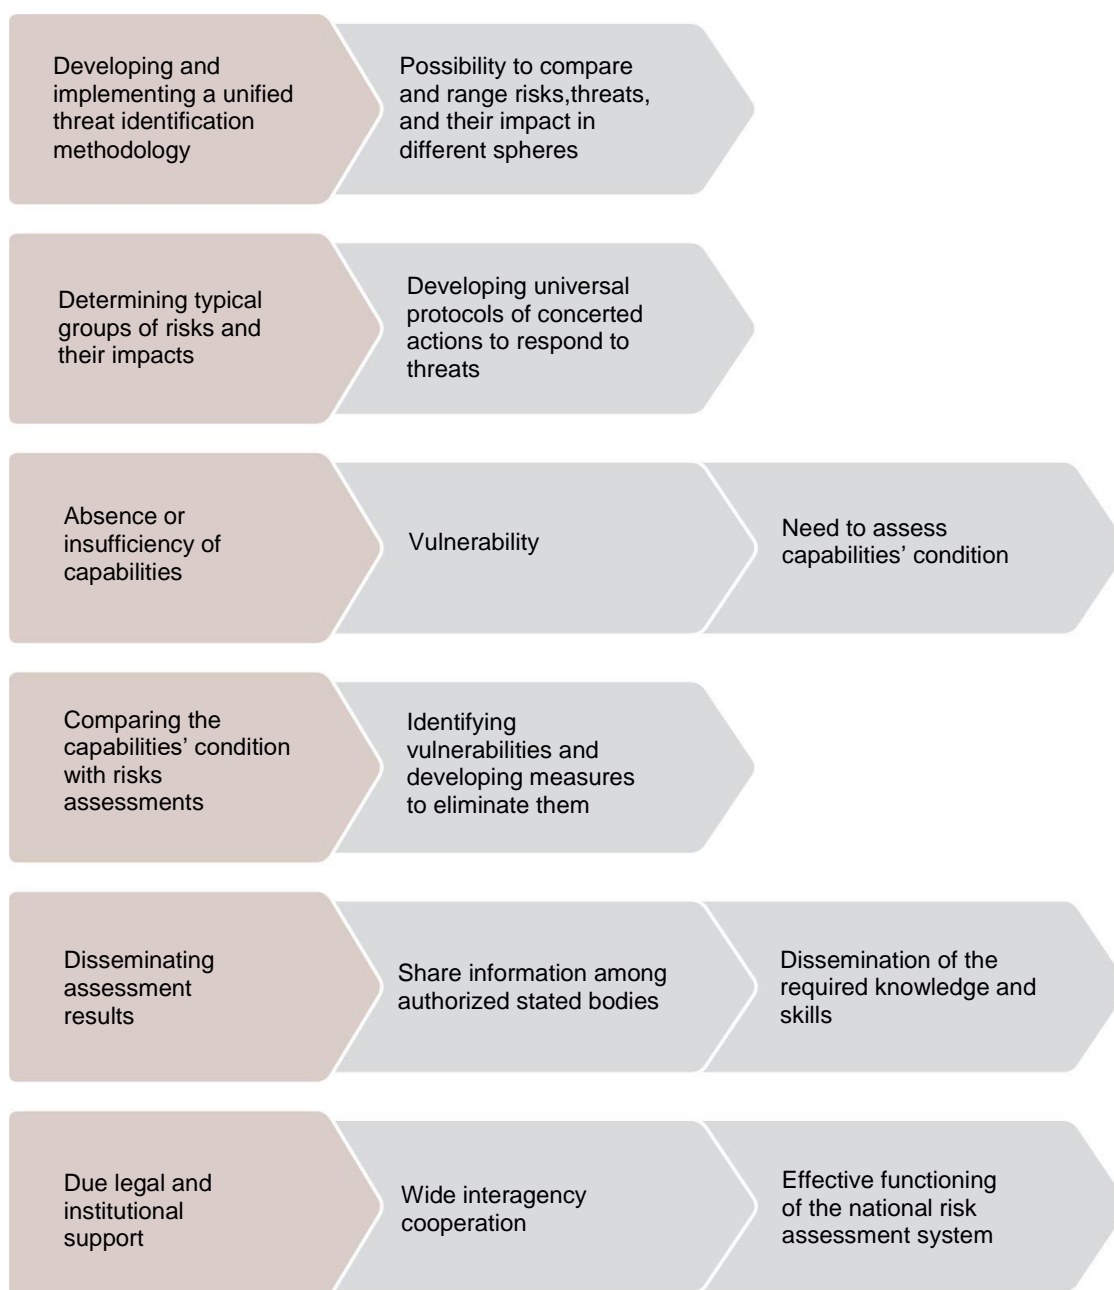 Developing and
implementing a unified
threat identification
methodology
Possibility to compare
and range risks,threats,
and their impact in
different spheres
Determining typical
groups of risks and
their impacts
Developing universal
protocols of concerted
actions to respond to
threats
Absence or
insufficiency of
capabilities
Vulnerability
Need to assess
capabilities’ condition
Comparing the
capabilities’ condition
with risks
assessments
Identifying
vulnerabilities and
developing measures
to eliminate them
Disseminating
assessment
results
Share information among
authorized stated bodies
Dissemination of the
required knowledge and
skills
Due legal and
institutional
support
Wide interagency
cooperation
Effective functioning
of the national risk
assessment system